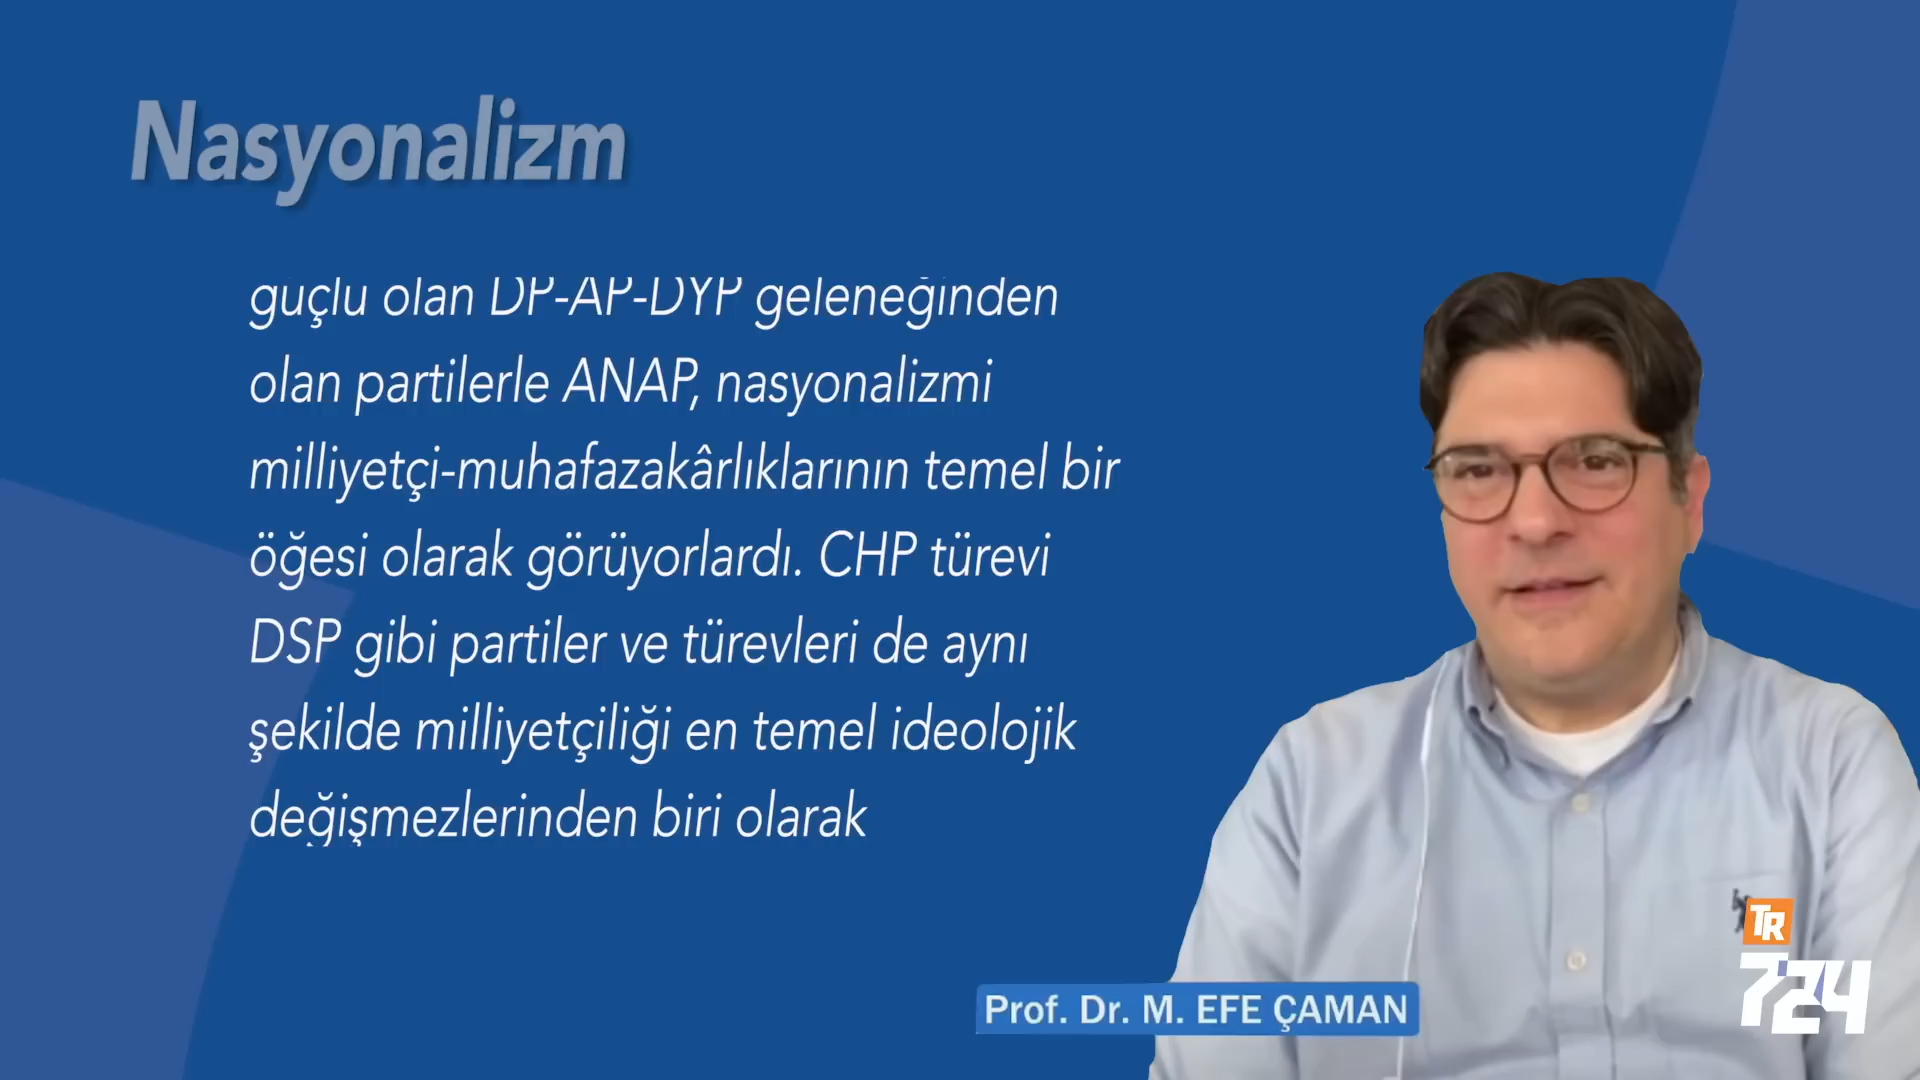 Nasyonalizm
güçlu olan DP-AP-DYP geleneğinden
olan partilerle ANAP, nasyonalizmi
milliyetçi-muhafazakârlıklarının temel bir
öğesi olarak görüyorlardı. CHP türevi
DSP gibi partiler ve türevleri de aynı
şekilde milliyetçiliği en temel ideolojik
değişmezlerinden biri olarak
Prof. Dr. M. EFE ÇAMAN
TR
724